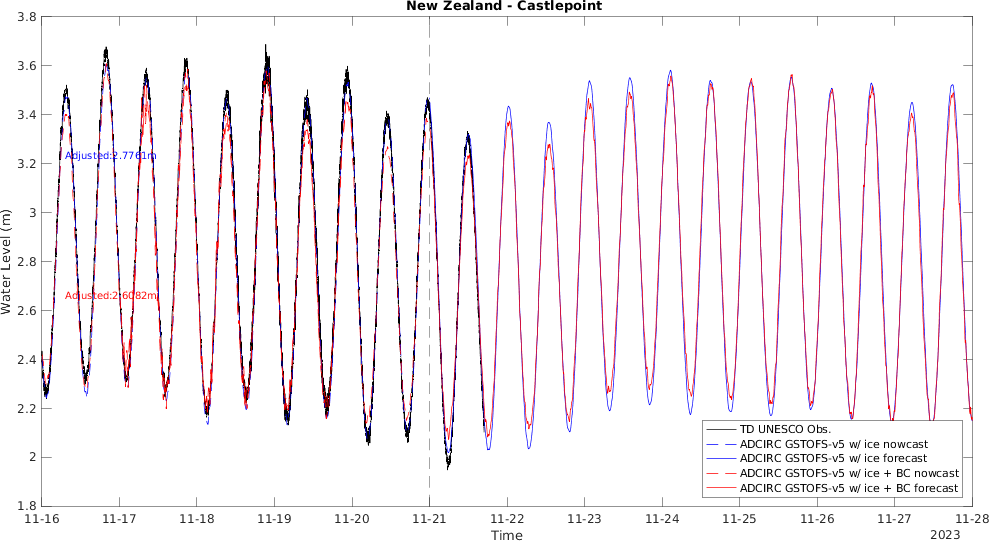 New Zealand - Castlepoint
3.8
3.6
3.4
3.2
3
2.8
2.6
2.4
2.2
2
1.8
Water Level (m)
Adjusted:2.7761m
Adjusted:2.6082m
TD UNESCO Obs.
ADCIRC GSTOFS-v5 w/ ice nowcast
ADCIRC GSTOFS-v5 w/ ice forecast
ADCIRC GSTOFS-v5 w/ ice + BC nowcast
ADCIRC GSTOFS-v5 w/ ice + BC forecast
11-16 11-17 11-18 11-19 11-20 11-21 11-22 11-23 11-24 11-25 11-26 11-27 11-28
Time
2023